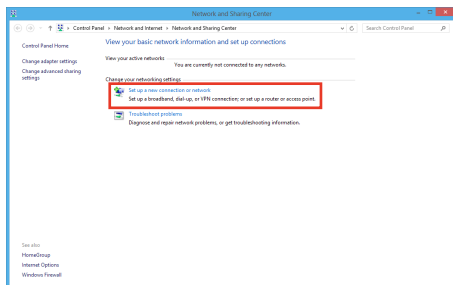 Network and Sharing Center
Control Panel › Network and Internet › Network and Sharing Center
Search Control Panel
Control Panel Home
Change adapter settings
Change advanced sharing
settings
View your basic network information and set up connections
View your active networks
You are currently not connected to any networks.
Change your networking settings
Set up a new connection or network
Set up a broadband, dial-up, or VPN connection; or set up a router or access point.
Troubleshoot problems
Diagnose and repair network problems, or get troubleshooting information.
See also
HomeGroup
Internet Options
Windows Firewall